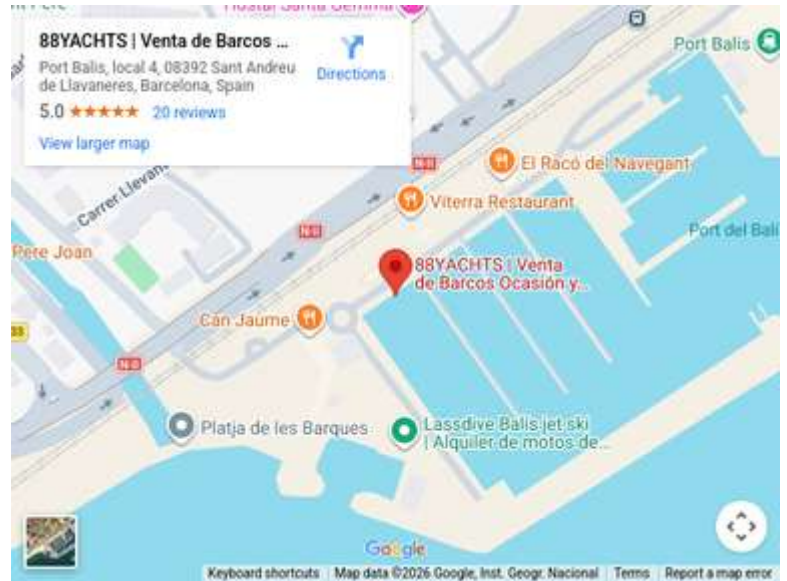 Hostal Santa Gemma
88YACHTS | Venta de Barcos ...
Port Balis, local 4, 08392 Sant Andreu
de Llavaneres, Barcelona, Spain
5.0 ★★★★★ 20 reviews
View larger map
Directions
Port Balis
N-II
El Racó del Navegant
Carrer Llevant
Viterra Restaurant
N-II
Port del Bali
Pere Joan
88YACHTS | Venta
de Barcos Ocasión y...
Can Jaume
N-II
Platja de les Barques
Lassdive Balis jet ski
| Alquiler de motos de...
Google
Keyboard shortcuts
Map data ©2026 Google, Inst. Geogr. Nacional
Terms
Report a map error